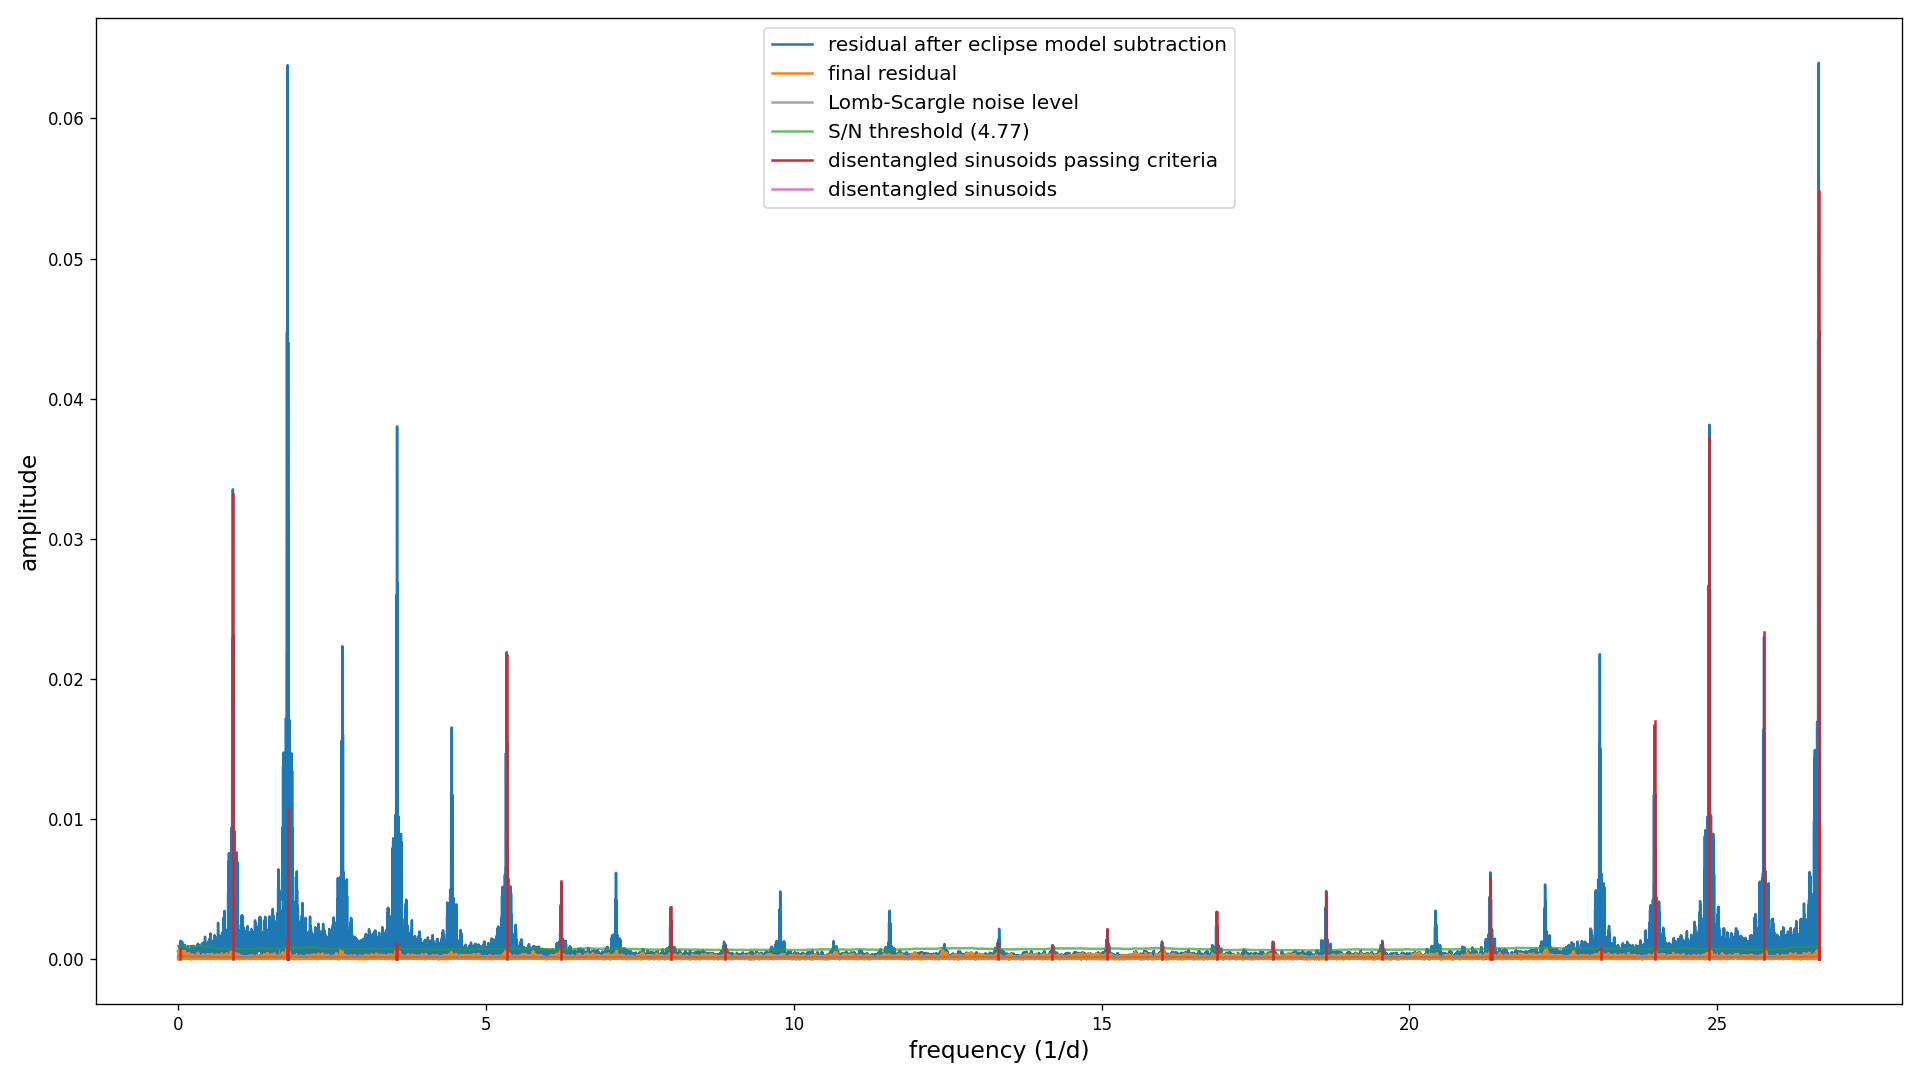 residual after eclipse model subtraction
final residual
Lomb-Scargle noise level
S/N threshold (4.77)
disentangled sinusoids passing criteria
disentangled sinusoids
amplitude
0.06
0.05
0.04
0.03
0.02
0.01
0.00
0 5 10 15 20 25
frequency (1/d)